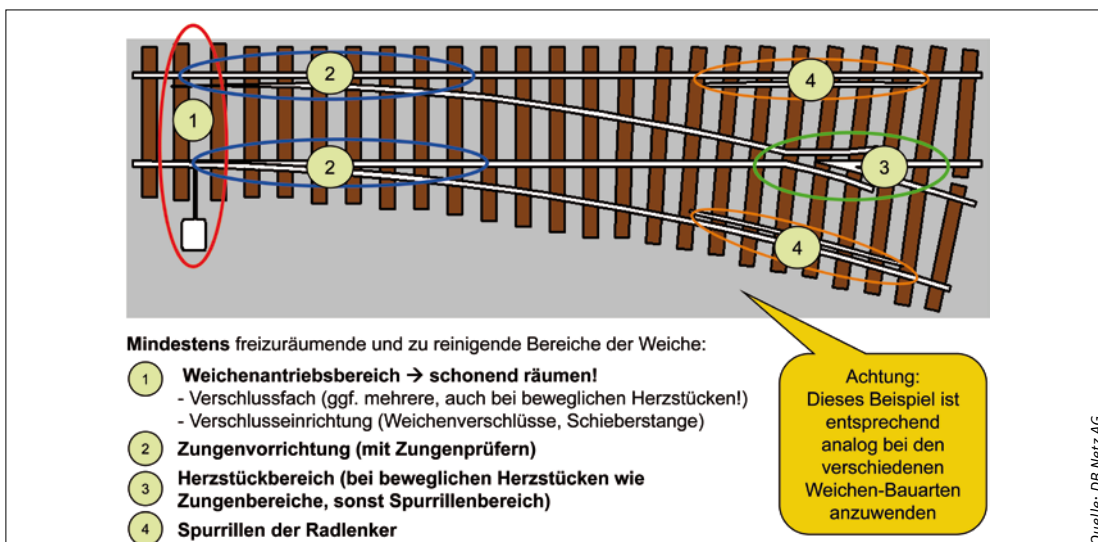 2
4
1
2
3
4
Mindestens freizuräumende und zu reinigende Bereiche der Weiche:
1 Weichenantriebsbereich → schonend räumen!
- Verschlussfach (ggf. mehrere, auch bei beweglichen Herzstücken!)
- Verschlusseinrichtung (Weichenverschlüsse, Schieberstange)
2 Zungenvorrichtung (mit Zungenprüfern)
3 Herzstückbereich (bei beweglichen Herzstücken wie
Zungenbereiche, sonst Spurrillenbereich)
4 Spurrillen der Radlenker
Achtung:
Dieses Beispiel ist
entsprechend
analog bei den
verschiedenen
Weichen-Bauarten
anzuwenden
Quelle: DB Netz AG